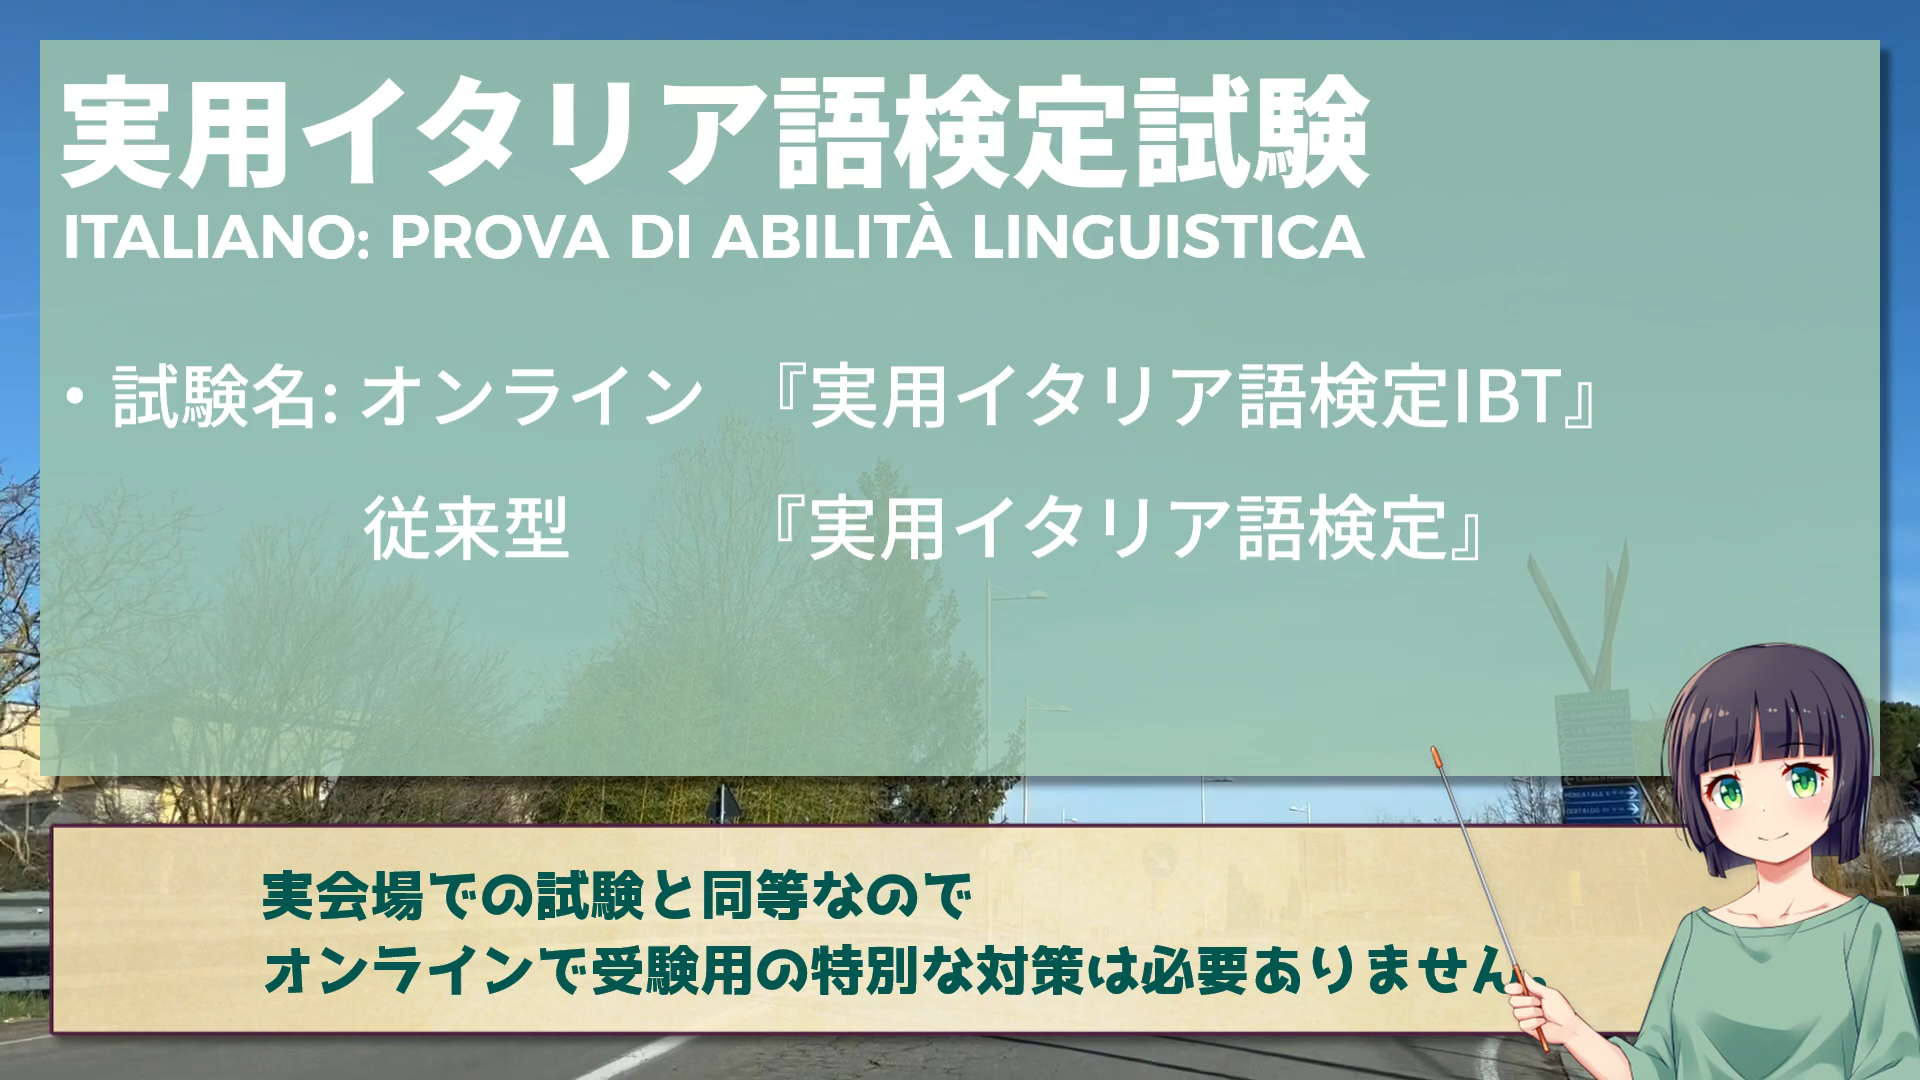 実用イタリア語検定試験
ITALIANO: PROVA DI ABILITÀ LINGUISTICA
・試験名: オンライン 『実用イタリア語検定IBT』
従来型 『実用イタリア語検定』
実会場での試験と同等なので
オンラインで受験用の特別な対策は必要ありません。